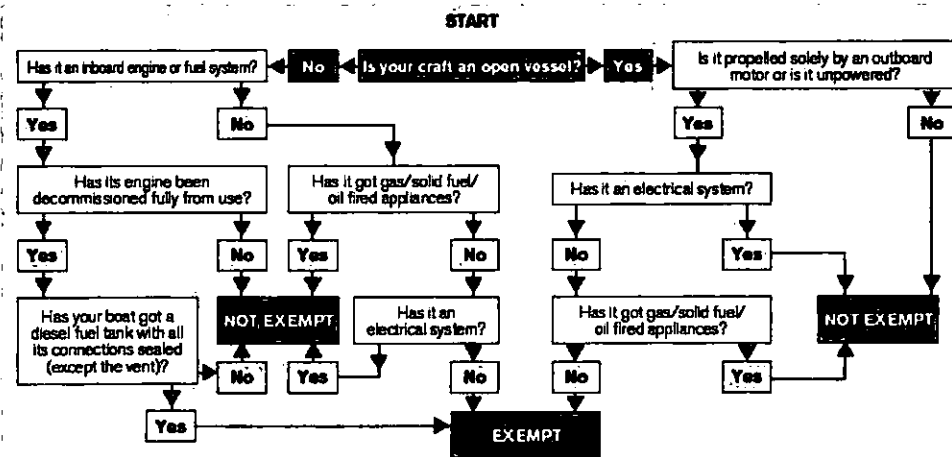 START
Has it an inboard engine or fuel system?
No
Is your craft an open vessel?
Yes
Is it propelled solely by an outboard
motor or is it unpowered?
Yes
No
Yes
No
Has its engine been
decommissioned fully from use?
Has it got gas/solid fuel/
oil fired appliances?
Has it an electrical system?
Yes
No
Yes
No
No
Yes
Has your boat got a
diesel fuel tank with all
its connections sealed
(except the vent)?
NOT EXEMPT
Has it an
electrical system?
Has it got gas/solid fuel/
oil fired appliances?
NOT EXEMPT
No
Yes
No
No
Yes
Yes
EXEMPT